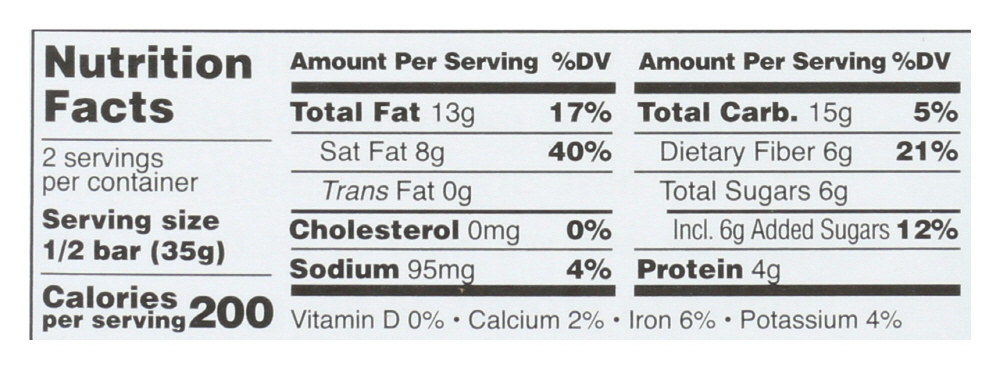 Nutrition
Facts
2 servings
per container
Serving size
1/2 bar (35g)
Calories
per serving 200
Amount Per Serving %DV
Total Fat 13g 17%
Sat Fat 8g 40%
Trans Fat 0g
Cholesterol 0mg 0%
Sodium 95mg 4%
Amount Per Serving %DV
Total Carb. 15g 5%
Dietary Fiber 6g 21%
Total Sugars 6g
Incl. 6g Added Sugars 12%
Protein 4g
Vitamin D 0% • Calcium 2% • Iron 6% • Potassium 4%